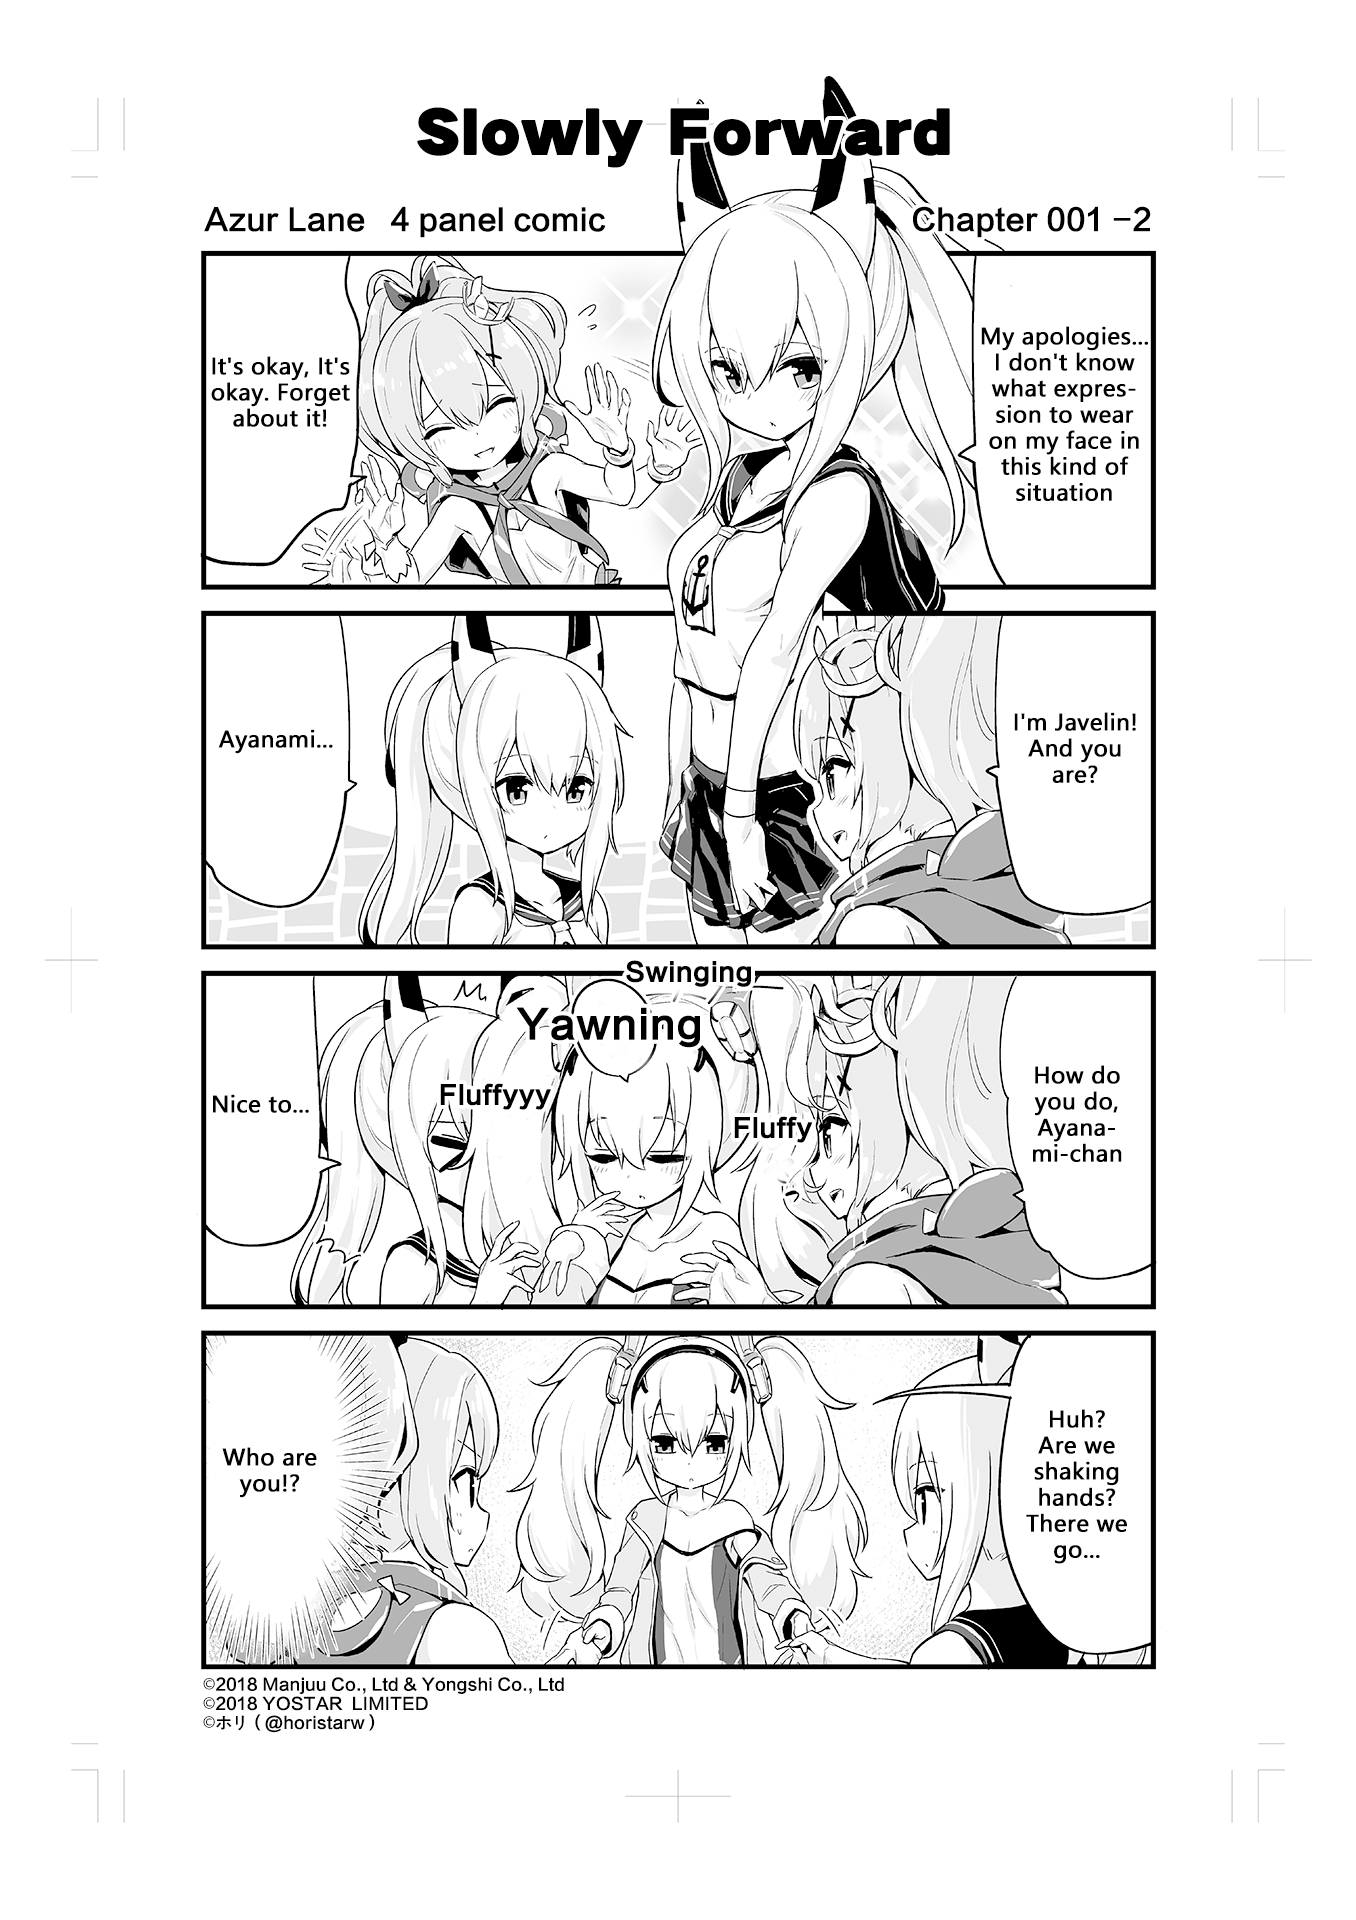 Slowly Forward
Azur Lane 4 panel comic
Chapter 001 -2
My apologies...
I don't know
what expres-
sion to wear
on my face in
this kind of
situation
It's okay, It's
okay. Forget
about it!
I'm Javelin!
And you
are?
Ayanami...
How do
you do,
Ayana-
mi-chan
Swinging
Yawning
Fluffy
Fluffyyy
Nice to...
Huh?
Are we
shaking
hands?
There we
go...
Who are
you!?
©2018 Manjuu Co., Ltd & Yongshi Co., Ltd
©2018 YOSTAR LIMITED
©ホリ ( @horistarw )